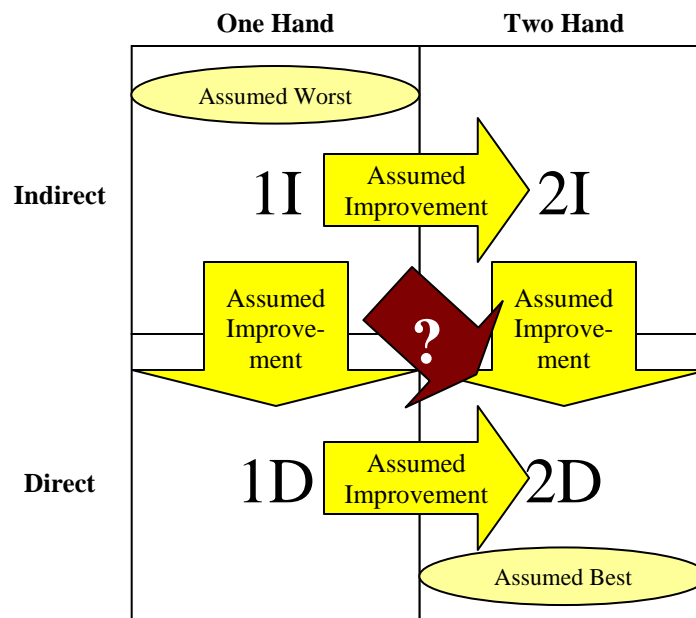 One Hand Two Hand
Assumed Worst
Indirect
1I
Assumed
Improvement
2I
Assumed
Improve-
ment
?
Assumed
Improve-
ment
Direct
1D
Assumed
Improvement
2D
Assumed Best